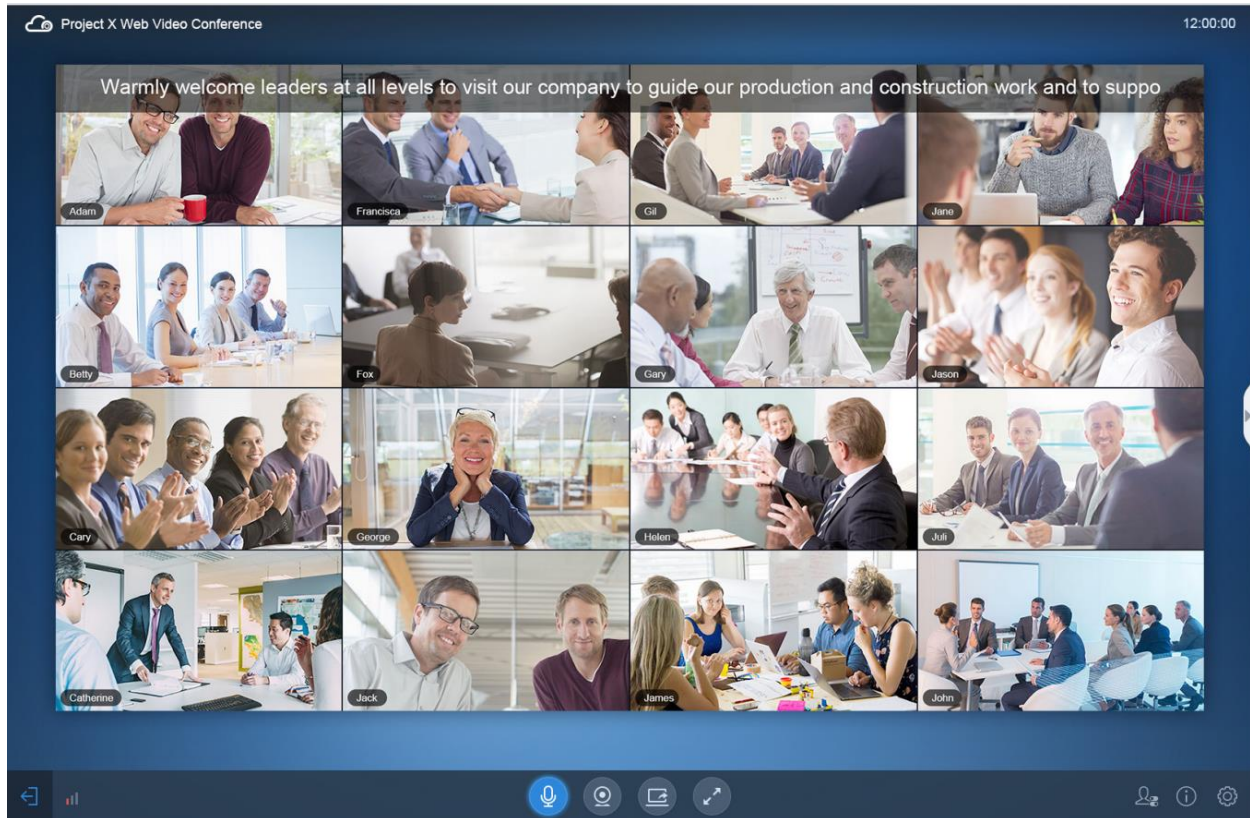 Project X Web Video Conference
12:00:00
Warmly welcome leaders at all levels to visit our company to guide our production and construction work and to suppo
Adam
Francisca
Gil
Jane
Betty
Fox
Gary
Jason
Cary
George
Helen
Juli
Catherine
Jack
James
John